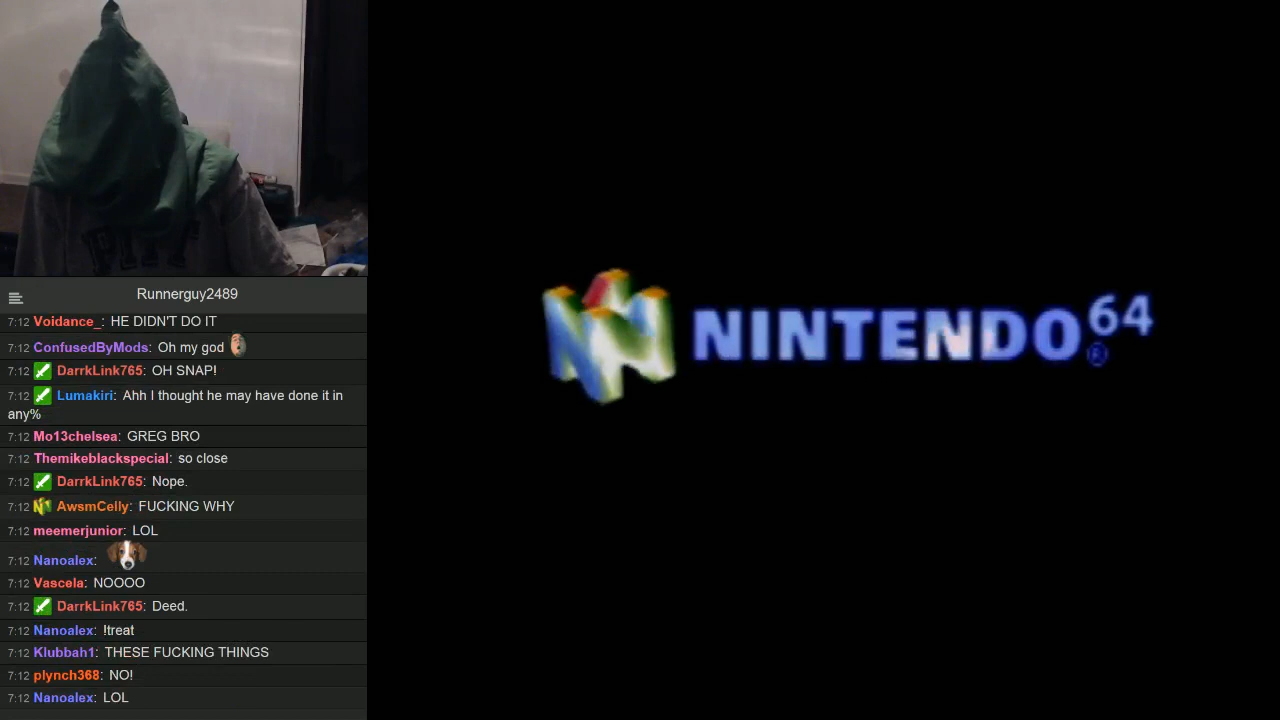 Runnerguy2489
7:12 Voidance_: HE DIDN'T DO IT
7:12 ConfusedByMods: Oh my god
7:12 DarrkLink765: OH SNAP!
7:12 Lumakiri: Ahh I thought he may have done it in
any%
7:12 Mo13chelsea: GREG BRO
7:12 Themikeblackspecial: so close
7:12 DarrkLink765: Nope.
7:12 AwsmCelly: FUCKING WHY
7:12 meemerjunior: LOL
7:12 Nanoalex:
7:12 Vascela: NOOOO
7:12 DarrkLink765: Deed.
7:12 Nanoalex: !treat
7:12 Klubbah1: THESE FUCKING THINGS
7:12 plynch368: NO!
7:12 Nanoalex: LOL
NINTENDO 64 ®